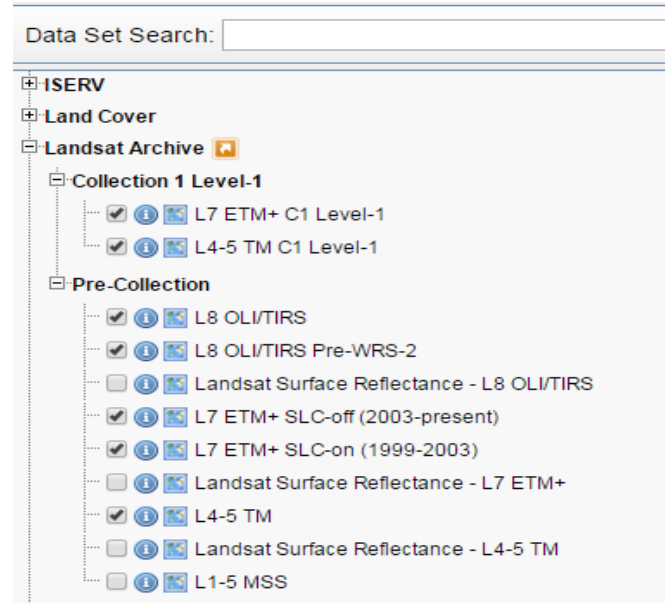 Data Set Search:
ISERV
Land Cover
Landsat Archive
Collection 1 Level-1
L7 ETM+ C1 Level-1
L4-5 TM C1 Level-1
Pre-Collection
L8 OLI/TIRS
L8 OLI/TIRS Pre-WRS-2
Landsat Surface Reflectance - L8 OLI/TIRS
L7 ETM+ SLC-off (2003-present)
L7 ETM+ SLC-on (1999-2003)
Landsat Surface Reflectance - L7 ETM+
L4-5 TM
Landsat Surface Reflectance - L4-5 TM
L1-5 MSS